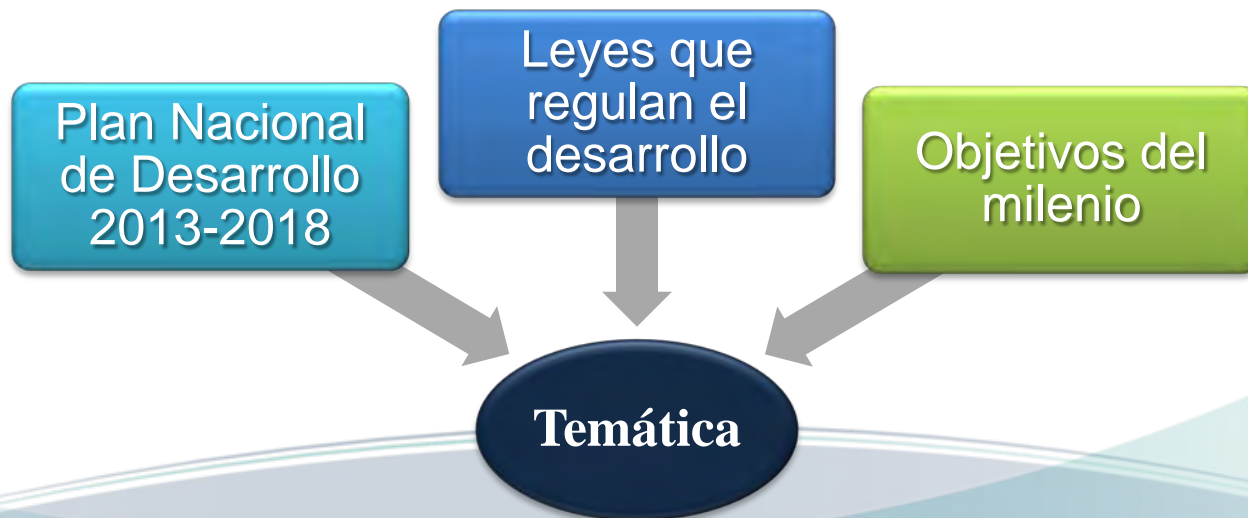 Plan Nacional
de Desarrollo
2013-2018
Leyes que
regulan el
desarrollo
Objetivos del
milenio
Temática